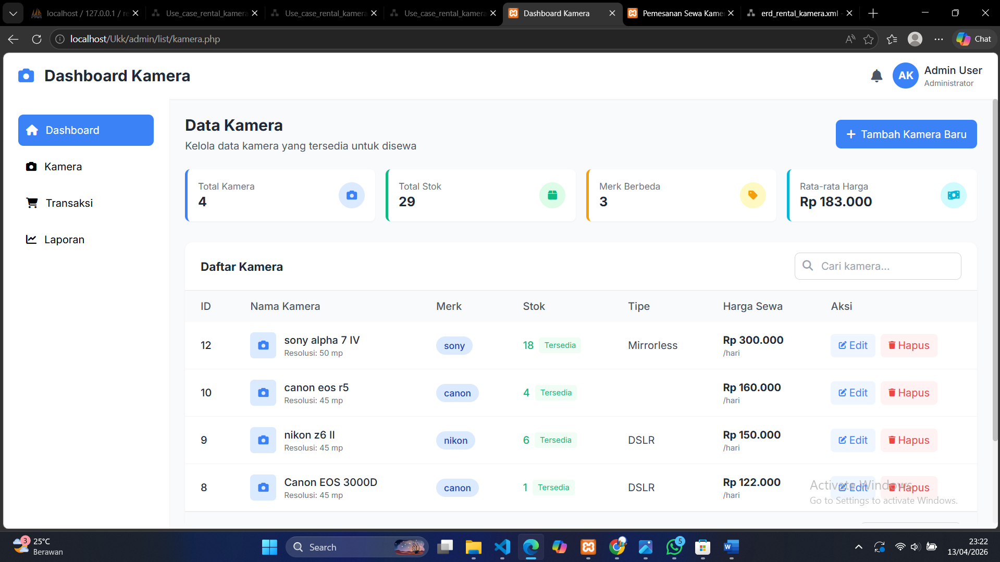 localhost / 127.0.0.1 / re
Use_case_rental_kamera
Use_case_rental_kamera
Use_case_rental_kamera
Dashboard Kamera
Pemesanan Sewa Kame
erd_rental_kamera.xml
localhost/Ukk/admin/list/kamera.php
Chat
Dashboard Kamera
AK
Admin User
Administrator
Dashboard
Kamera
Transaksi
Laporan
Data Kamera
Kelola data kamera yang tersedia untuk disewa
+ Tambah Kamera Baru
Total Kamera
4
Total Stok
29
Merk Berbeda
3
Rata-rata Harga
Rp 183.000
Daftar Kamera
Cari kamera...
ID Nama Kamera Merk Stok Tipe Harga Sewa Aksi
12 sony alpha 7 IV sony 18 Tersedia Mirrorless Rp 300.000 Edit Hapus
Resolusi: 50 mp /hari
10 canon eos r5 canon 4 Tersedia Rp 160.000 Edit Hapus
Resolusi: 45 mp /hari
9 nikon z6 II nikon 6 Tersedia DSLR Rp 150.000 Edit Hapus
Resolusi: 45 mp /hari
8 Canon EOS 3000D canon 1 Tersedia DSLR Rp 122.000 Edit Hapus
Resolusi: 45 mp /hari
Activate Windows
Go to Settings to activate Windows.
3
25°C
Berawan
Search
5
23:22
13/04/2026